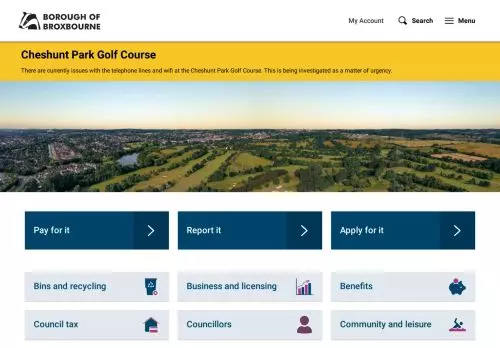 BOROUGH OF
BROXBOURNE
My Account
Search
Menu
Cheshunt Park Golf Course
There are currently issues with the telephone lines and wifi at the Cheshunt Park Golf Course. This is being investigated as a matter of urgency.
Pay for it
Report it
Apply for it
Bins and recycling
Business and licensing
Benefits
Council tax
Councillors
Community and leisure